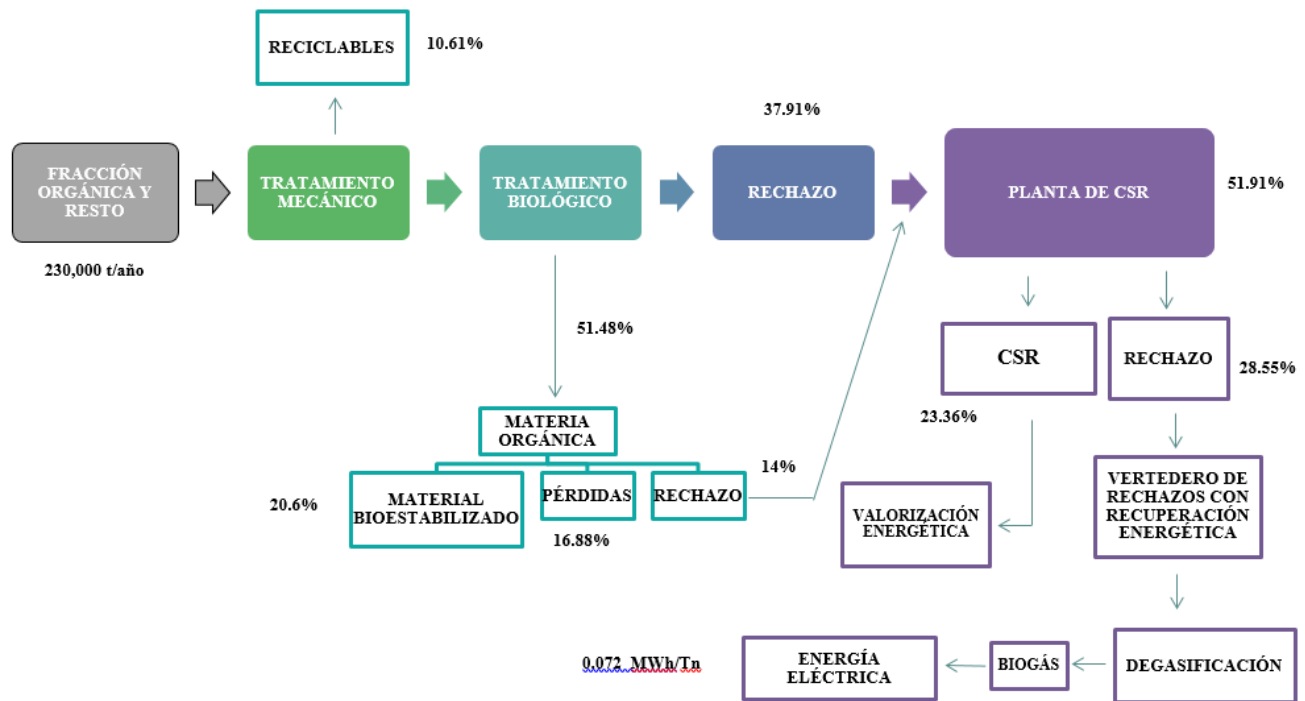 RECICLABLES
10.61%
37.91%
FRACCIÓN
ORGÁNICA Y
RESTO
TRATAMIENTO
MECÁNICO
TRATAMIENTO
BIOLÓGICO
RECHAZO
PLANTA DE CSR
51.91%
230,000 t/año
51.48%
CSR
RECHAZO
28.55%
23.36%
MATERIA
ORGÁNICA
20.6%
MATERIAL
BIOESTABILIZADO
PÉRDIDAS
RECHAZO
14%
16.88%
VALORIZACIÓN
ENERGÉTICA
VERTEDERO DE
RECHAZOS CON
RECUPERACIÓN
ENERGÉTICA
0.072 MWh/Tn
ENERGÍA
ELÉCTRICA
BIOGÁS
DEGASIFICACIÓN